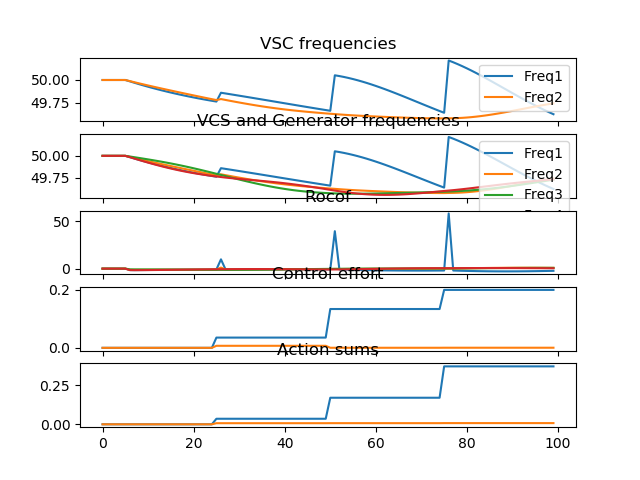 VSC frequencies
50.00
49.75
Freq1
Freq2
VCS and Generator frequencies
50.00
49.75
Freq1
Freq2
Freq3
Rocof
50
0
Control effort
0.2
0.0
Action sums
0.25
0.00
0 20 40 60 80 100